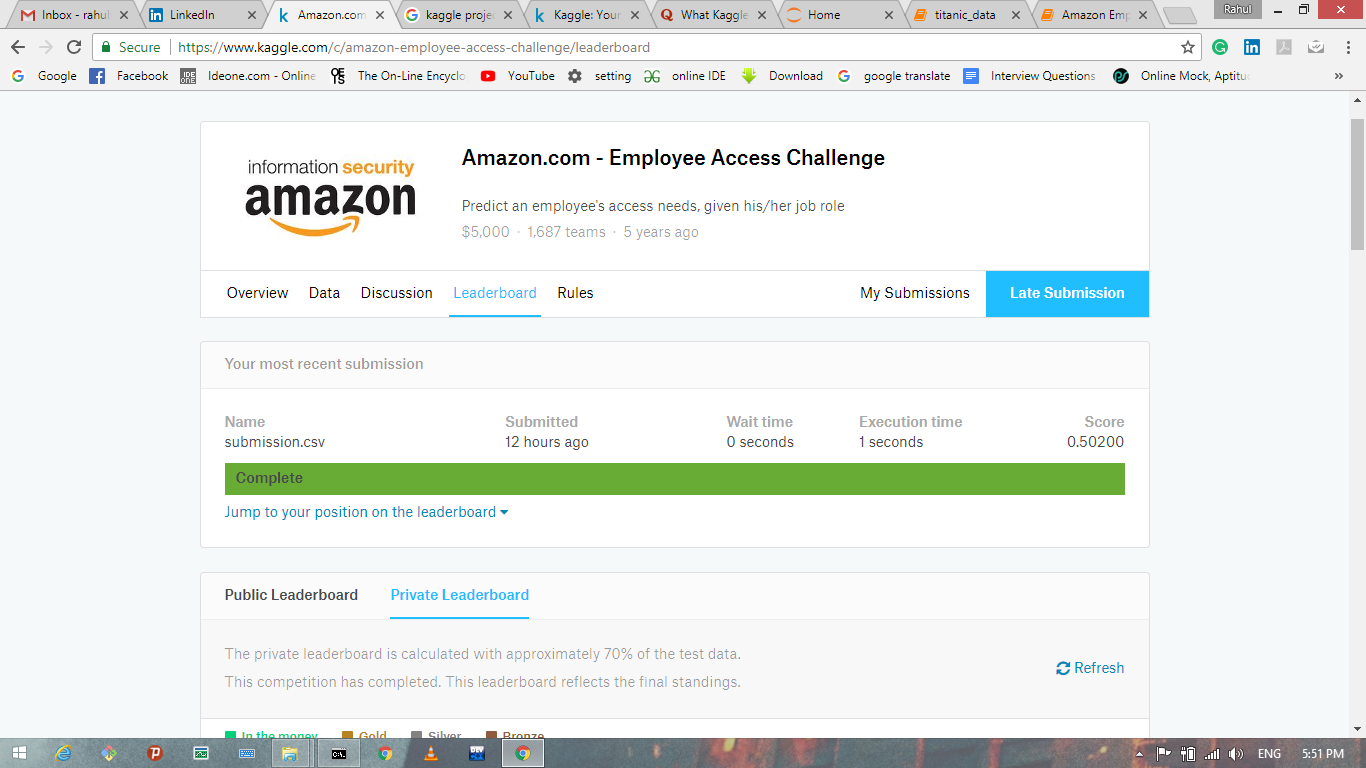 Inbox - rahul
LinkedIn
Amazon.com
kaggle proje
Kaggle: Your
What Kaggle
Home
titanic_data
Amazon Emp
Rahul
Secure
https://www.kaggle.com/c/amazon-employee-access-challenge/leaderboard
Google
Facebook
Ideone.com - Online
The On-Line Encyclo
YouTube
setting
online IDE
Download
google translate
Interview Questions
Online Mock, Aptitu
information security
amazon
Amazon.com - Employee Access Challenge
Predict an employee's access needs, given his/her job role
$5,000 · 1,687 teams · 5 years ago
Overview Data Discussion Leaderboard Rules My Submissions Late Submission
Your most recent submission
Name Submitted Wait time Execution time Score
submission.csv 12 hours ago 0 seconds 1 seconds 0.50200
Complete
Jump to your position on the leaderboard
Public Leaderboard Private Leaderboard
The private leaderboard is calculated with approximately 70% of the test data.
This competition has completed. This leaderboard reflects the final standings.
Refresh
In the money Gold Silver Bronze
ENG 5:51 PM